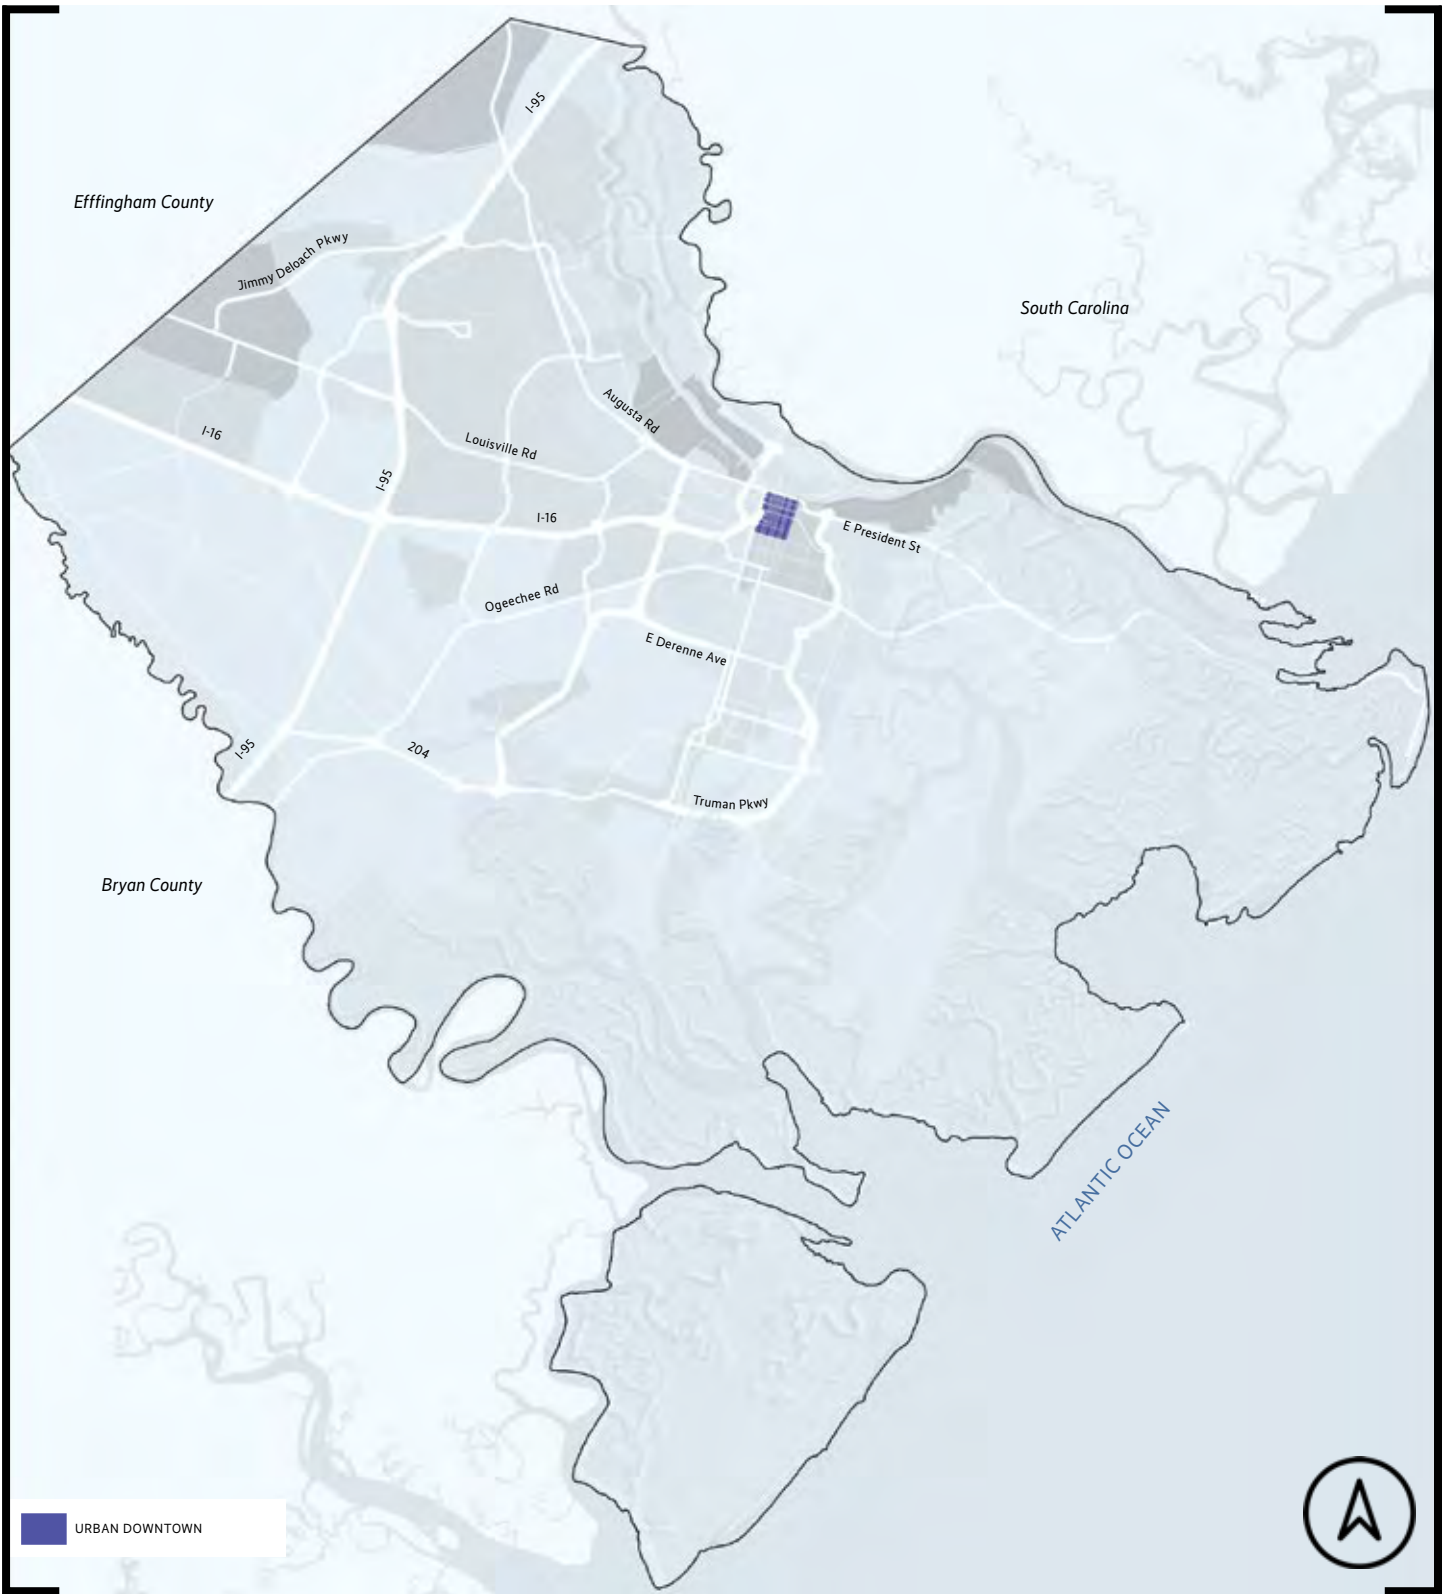 I-95
Efffingham County
Jimmy Deloach Pkwy
South Carolina
Augusta Rd
I-16
Louisville Rd
I-95
I-16
E President St
Ogeechee Rd
E Derenne Ave
I-95
204
Truman Pkwy
Bryan County
ATLANTIC OCEAN
URBAN DOWNTOWN